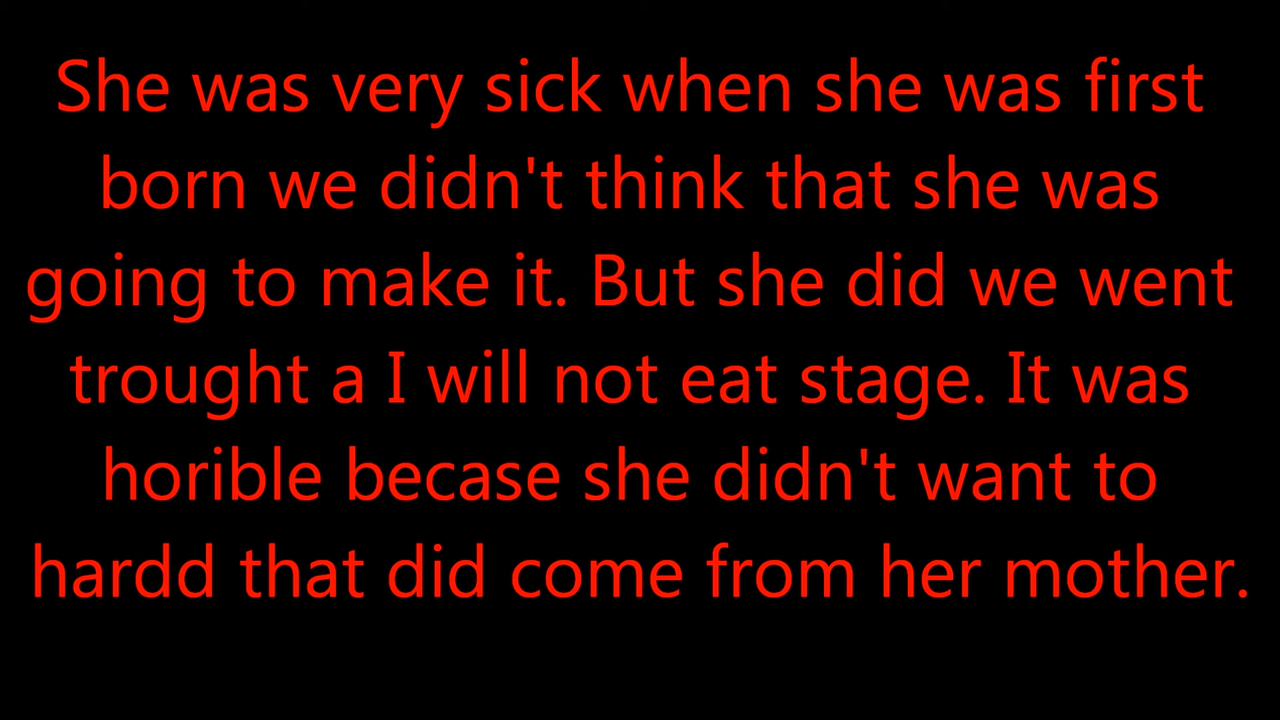 She was very sick when she was first
born we didn't think that she was
going to make it. But she did we went
trought a I will not eat stage. It was
horible becase she didn't want to
hardd that did come from her mother.